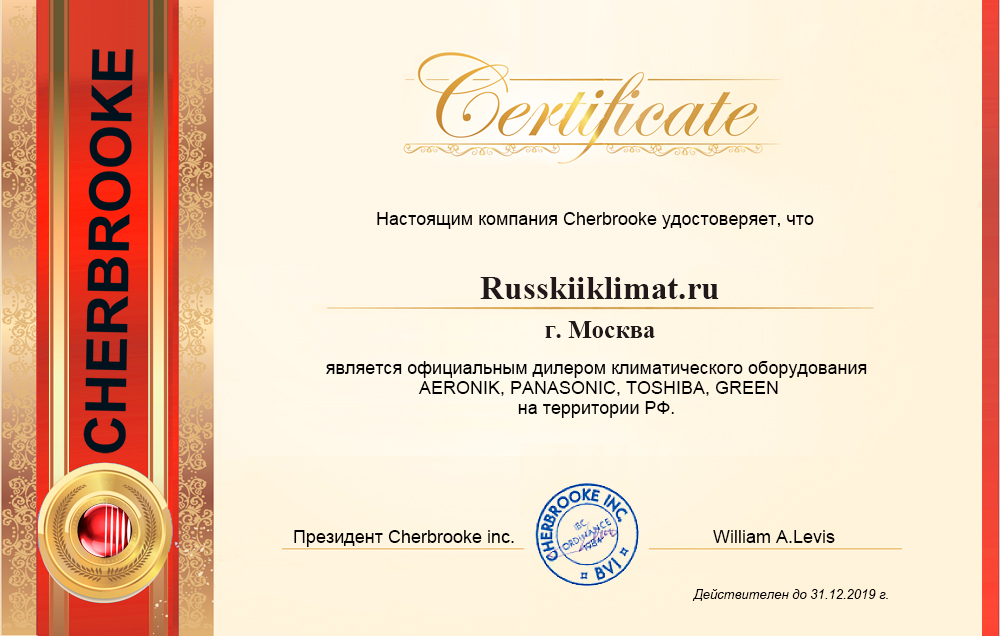 CHERBROOKE
Certificate
Настоящим компания Cherbrooke удостоверяет, что
Russkiiklimat.ru
г. Москва
является официальным дилером климатического оборудования
AERONIK, PANASONIC, TOSHIBA, GREEN
на территории РФ.
Президент Cherbrooke inc.
CHERBROOKE INC.
IBC
ORDINANCE
1984
BVI
William A.Levis
Действителен до 31.12.2019 г.